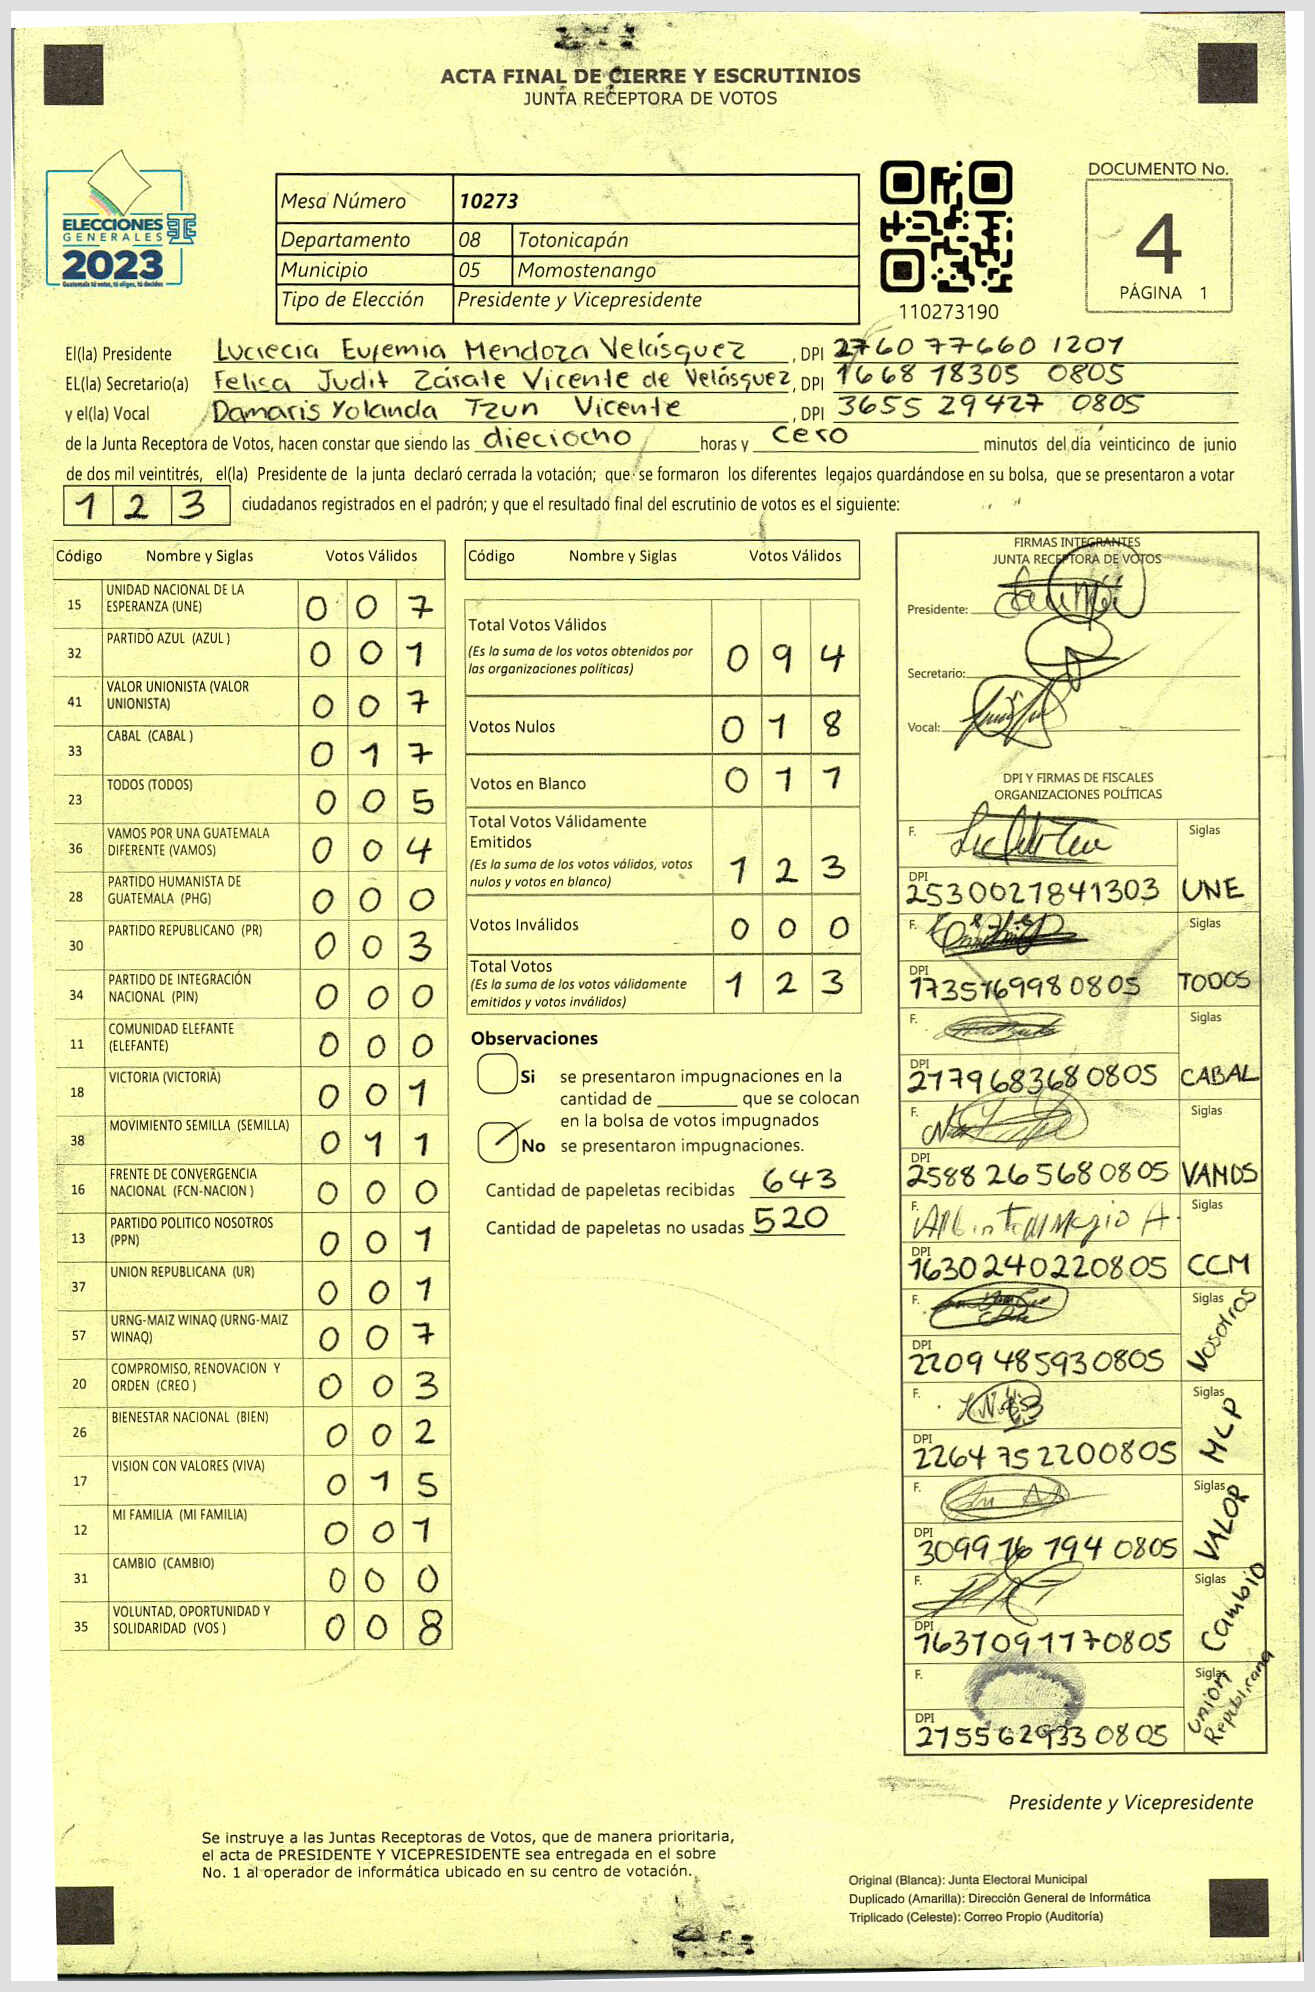 ACTA FINAL DE CIERRE Y ESCRUTINIOS
JUNTA RECEPTORA DE VOTOS
ELECCIONES
GENERALES
2023
Guatemala tú votas, tú eliges, tú decides
Mesa Número 10273
Departamento 08 Totonicapán
Municipio 05 Momostenango
Tipo de Elección Presidente y Vicepresidente
110273190
DOCUMENTO No.
4
PÁGINA 1
El(la) Presidente Lucrecia Eufemia Mendoza Velásquez, DPI 2760 77660 1201
EL(la) Secretario(a) Felisa Judit Zárate Vicente de Velásquez, DPI 1668 18305 0805
y el(la) Vocal Damaris Yolanda Tzun Vicente, DPI 3655 29427 0805
de la Junta Receptora de Votos, hacen constar que siendo las dieciocho horas y cero minutos del día veinticinco de junio
de dos mil veintitrés, el(la) Presidente de la junta declaró cerrada la votación; que se formaron los diferentes legajos guardándose en su bolsa, que se presentaron a votar
123 ciudadanos registrados en el padrón; y que el resultado final del escrutinio de votos es el siguiente:
Código Nombre y Siglas Votos Válidos
15 UNIDAD NACIONAL DE LA
ESPERANZA (UNE) 0 0 7
32 PARTIDO AZUL (AZUL ) 0 0 1
41 VALOR UNIONISTA (VALOR
UNIONISTA) 0 0 7
33 CABAL (CABAL ) 0 1 7
23 TODOS (TODOS) 0 0 5
36 VAMOS POR UNA GUATEMALA
DIFERENTE (VAMOS) 0 0 4
28 PARTIDO HUMANISTA DE
GUATEMALA (PHG) 0 0 0
30 PARTIDO REPUBLICANO (PR) 0 0 3
34 PARTIDO DE INTEGRACIÓN
NACIONAL (PIN) 0 0 0
11 COMUNIDAD ELEFANTE
(ELEFANTE) 0 0 0
18 VICTORIA (VICTORIA) 0 0 1
38 MOVIMIENTO SEMILLA (SEMILLA) 0 1 1
16 FRENTE DE CONVERGENCIA
NACIONAL (FCN-NACION ) 0 0 0
13 PARTIDO POLITICO NOSOTROS
(PPN) 0 0 1
37 UNION REPUBLICANA (UR) 0 0 1
57 URNG-MAIZ WINAQ (URNG-MAIZ
WINAQ) 0 0 7
20 COMPROMISO, RENOVACION Y
ORDEN (CREO ) 0 0 3
26 BIENESTAR NACIONAL (BIEN) 0 0 2
17 VISION CON VALORES (VIVA) 0 1 5
12 MI FAMILIA (MI FAMILIA) 0 0 1
31 CAMBIO (CAMBIO) 0 0 0
35 VOLUNTAD, OPORTUNIDAD Y
SOLIDARIDAD (VOS ) 0 0 8
Código Nombre y Siglas Votos Válidos
Total Votos Válidos
(Es la suma de los votos obtenidos por
las organizaciones políticas) 0 9 4
Votos Nulos 0 1 8
Votos en Blanco 0 1 1
Total Votos Válidamente
Emitidos
(Es la suma de los votos válidos, votos
nulos y votos en blanco) 1 2 3
Votos Inválidos 0 0 0
Total Votos
(Es la suma de los votos válidamente
emitidos y votos inválidos) 1 2 3
Observaciones
Si se presentaron impugnaciones en la
cantidad de ________ que se colocan
en la bolsa de votos impugnados
No se presentaron impugnaciones.
Cantidad de papeletas recibidas 643
Cantidad de papeletas no usadas 520
FIRMAS INTEGRANTES
JUNTA RECEPTORA DE VOTOS
Presidente:
Secretario:
Vocal:
DPI Y FIRMAS DE FISCALES
ORGANIZACIONES POLÍTICAS
F. Siglas
DPI
2530021841303 UNE
F. Siglas
DPI
1735169980805 TODOS
F. Siglas
DPI
2179683680805 CABAL
F. Siglas
DPI
2588 26568 0805 VAMOS
F. Siglas
DPI
1630240220805 CCM
F. Siglas
DPI
2209 48593 0805 Nosotros
F. Siglas
DPI
2264 75220 0805 MLP
F. Siglas
DPI
3099 16 194 0805 VALOR
F. Siglas
DPI
1637091170805 Cambio
F. Siglas
DPI
2155629330805 Union Republicana
Presidente y Vicepresidente
Se instruye a las Juntas Receptoras de Votos, que de manera prioritaria,
el acta de PRESIDENTE Y VICEPRESIDENTE sea entregada en el sobre
No. 1 al operador de informática ubicado en su centro de votación.
Original (Blanca): Junta Electoral Municipal
Duplicado (Amarilla): Dirección General de Informática
Triplicado (Celeste): Correo Propio (Auditoría)